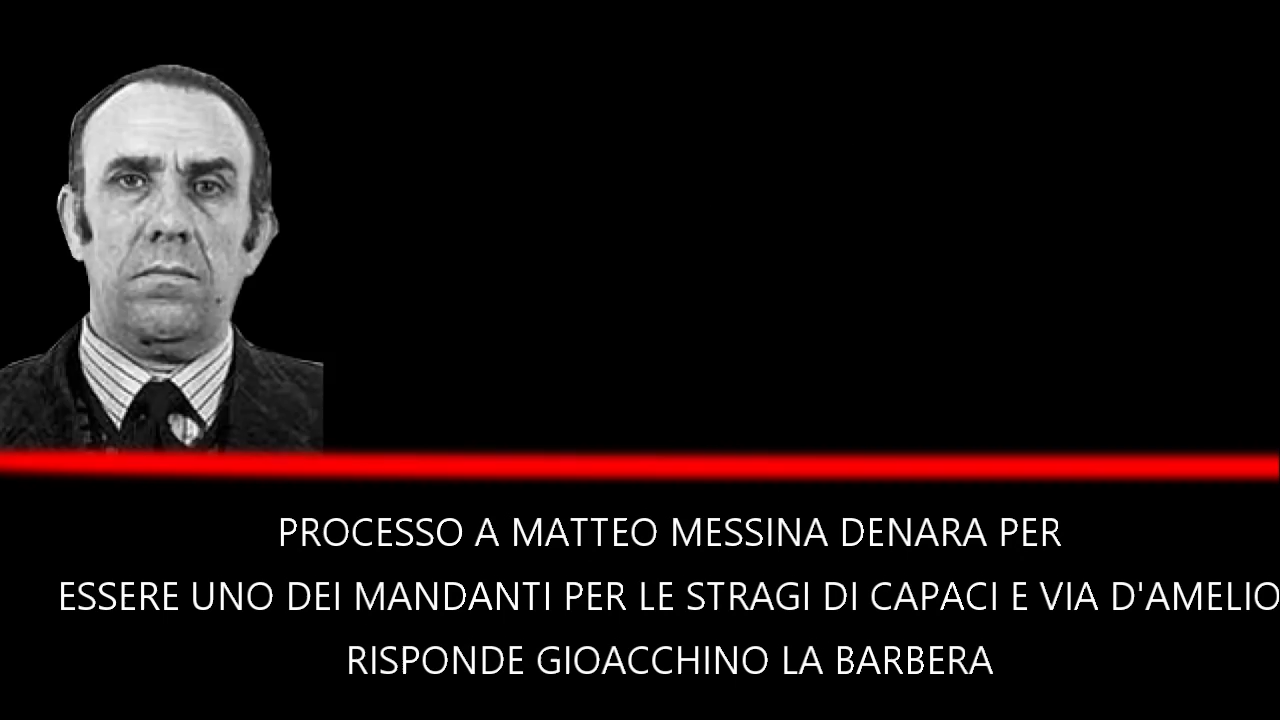 PROCESSO A MATTEO MESSINA DENARA PER
ESSERE UNO DEI MANDANTI PER LE STRAGI DI CAPACI E VIA D'AMELIO
RISPONDE GIOACCHINO LA BARBERA